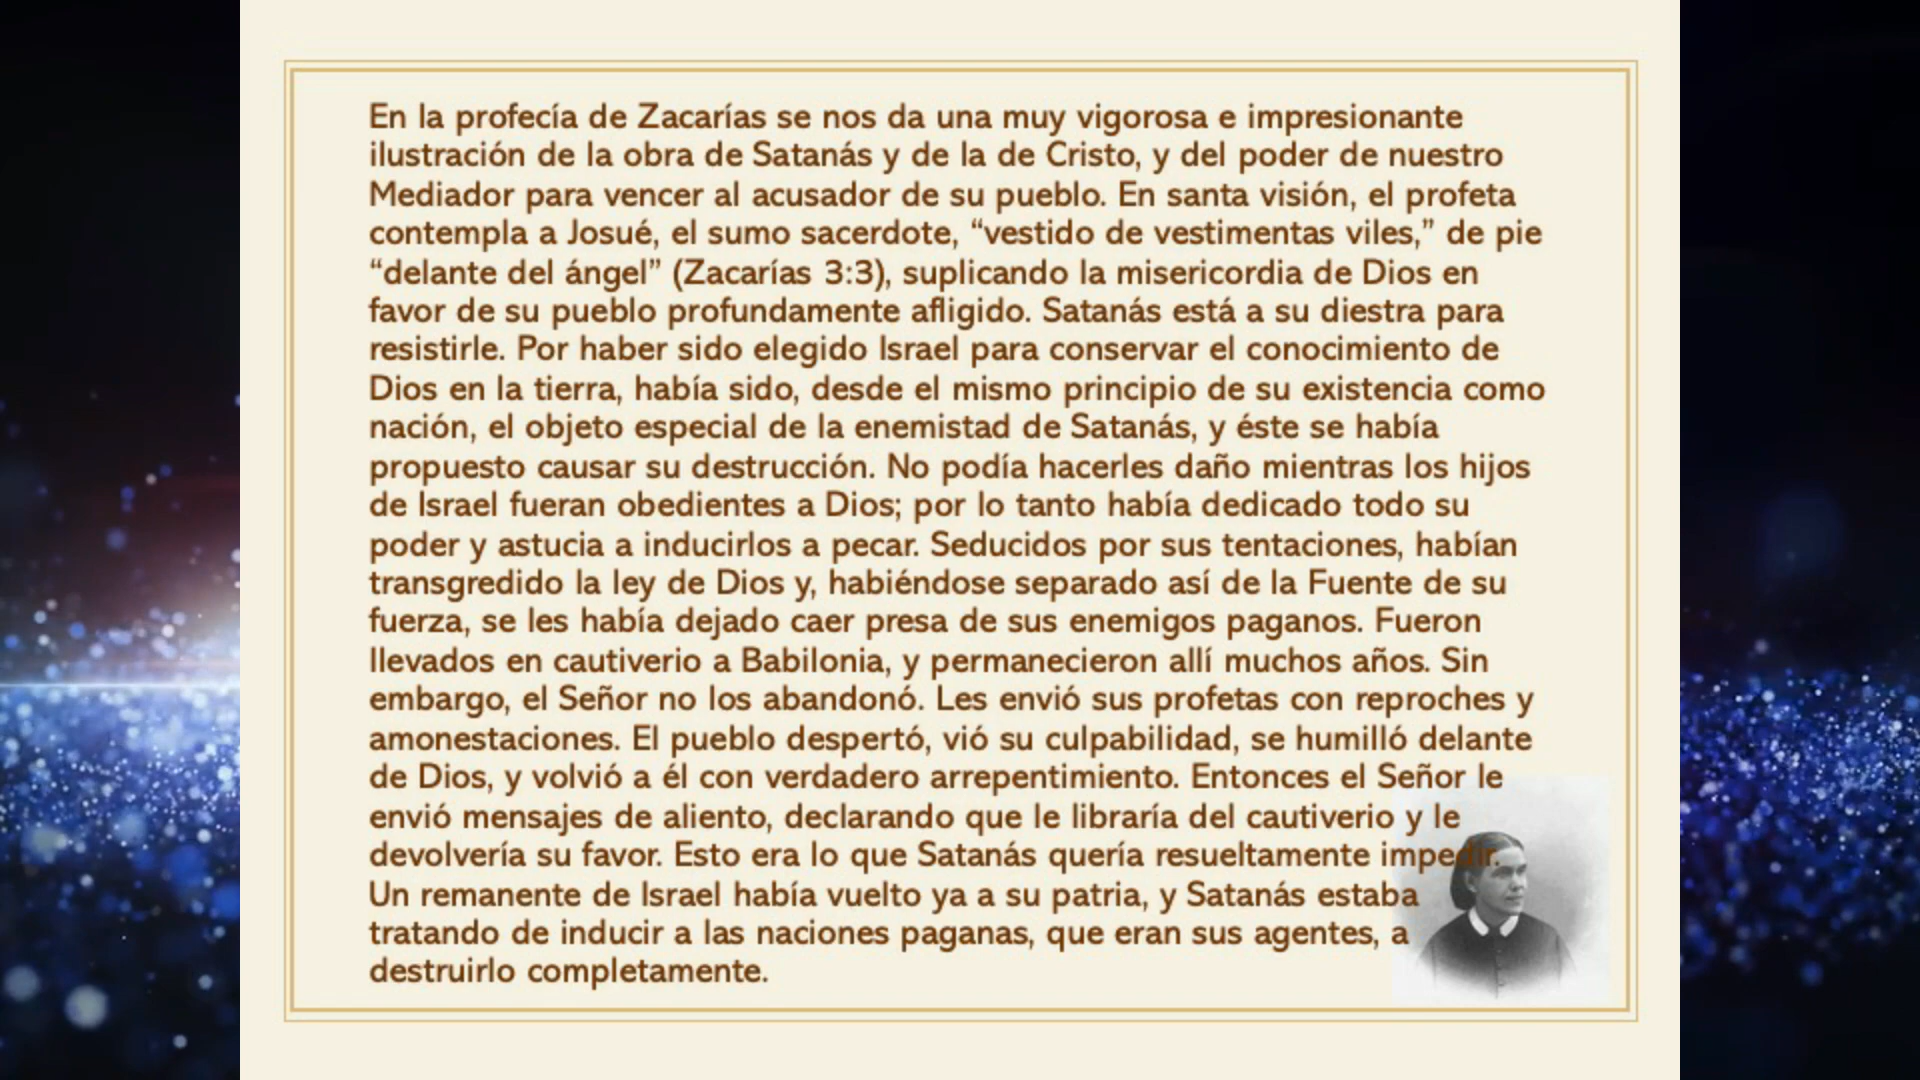 En la profecía de Zacarías se nos da una muy vigorosa e impresionante
ilustración de la obra de Satanás y de la de Cristo, y del poder de nuestro
Mediador para vencer al acusador de su pueblo. En santa visión, el profeta
contempla a Josué, el sumo sacerdote, “vestido de vestimentas viles,” de pie
“delante del ángel” (Zacarías 3:3), suplicando la misericordia de Dios en
favor de su pueblo profundamente afligido. Satanás está a su diestra para
resistirle. Por haber sido elegido Israel para conservar el conocimiento de
Dios en la tierra, había sido, desde el mismo principio de su existencia como
nación, el objeto especial de la enemistad de Satanás, y éste se había
propuesto causar su destrucción. No podía hacerles daño mientras los hijos
de Israel fueran obedientes a Dios; por lo tanto había dedicado todo su
poder y astucia a inducirlos a pecar. Seducidos por sus tentaciones, habían
transgredido la ley de Dios y, habiéndose separado así de la Fuente de su
fuerza, se les había dejado caer presa de sus enemigos paganos. Fueron
llevados en cautiverio a Babilonia, y permanecieron allí muchos años. Sin
embargo, el Señor no los abandonó. Les envió sus profetas con reproches y
amonestaciones. El pueblo despertó, vió su culpabilidad, se humilló delante
de Dios, y volvió a él con verdadero arrepentimiento. Entonces el Señor le
envió mensajes de aliento, declarando que le libraría del cautiverio y le
devolvería su favor. Esto era lo que Satanás quería resueltamente impedir.
Un remanente de Israel había vuelto ya a su patria, y Satanás estaba
tratando de inducir a las naciones paganas, que eran sus agentes, a
destruirlo completamente.